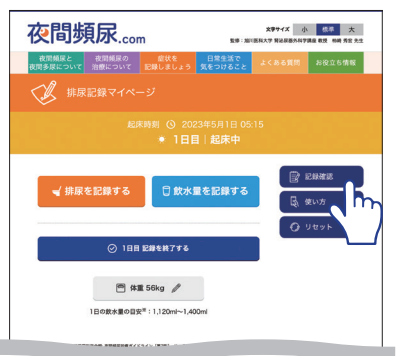 夜間頻尿.com
文字サイズ 小 標準 大
監修：旭川医科大学 腎泌尿器外科学講座 教授
夜間頻尿と
夜間多尿について
夜間頻尿の
治療について
症状を
記録しましょう
日常生活で
気をつけること
よくある質問
お役立ち情報
排尿記録マイページ
起床時刻 2023年5月1日 05:15
1日目｜起床中
排尿を記録する
飲水量を記録する
記録確認
使い方
リセット
1日目 記録を終了する
体重 56kg
1日の飲水量の目安※：1,120ml〜1,400ml